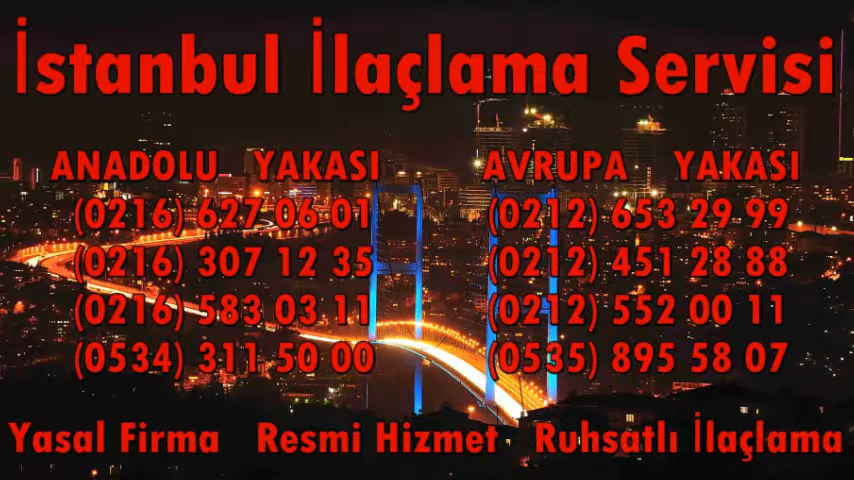 İstanbul İlaçlama Servisi
ANADOLU YAKASI AVRUPA YAKASI
(0216) 627 06 01 (0212) 653 29 99
(0216) 307 12 35 (0212) 451 28 88
(0216) 583 03 11 (0212) 552 00 11
(0534) 311 50 00 (0535) 895 58 07
Yasal Firma Resmi Hizmet Ruhsatlı İlaçlama